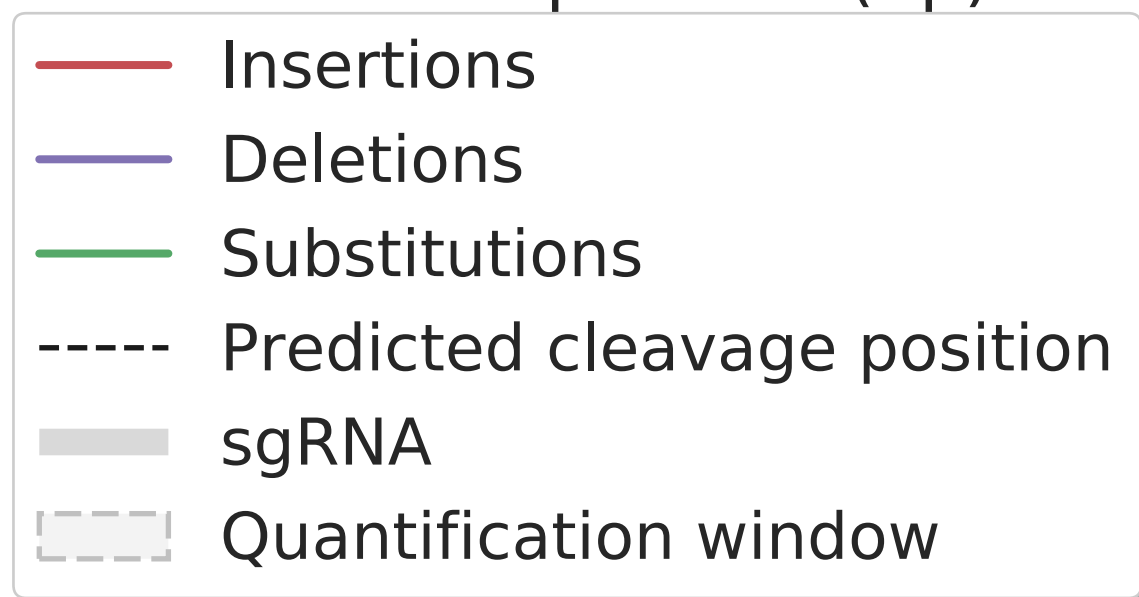 Insertions
Deletions
Substitutions
Predicted cleavage position
sgRNA
Quantification window